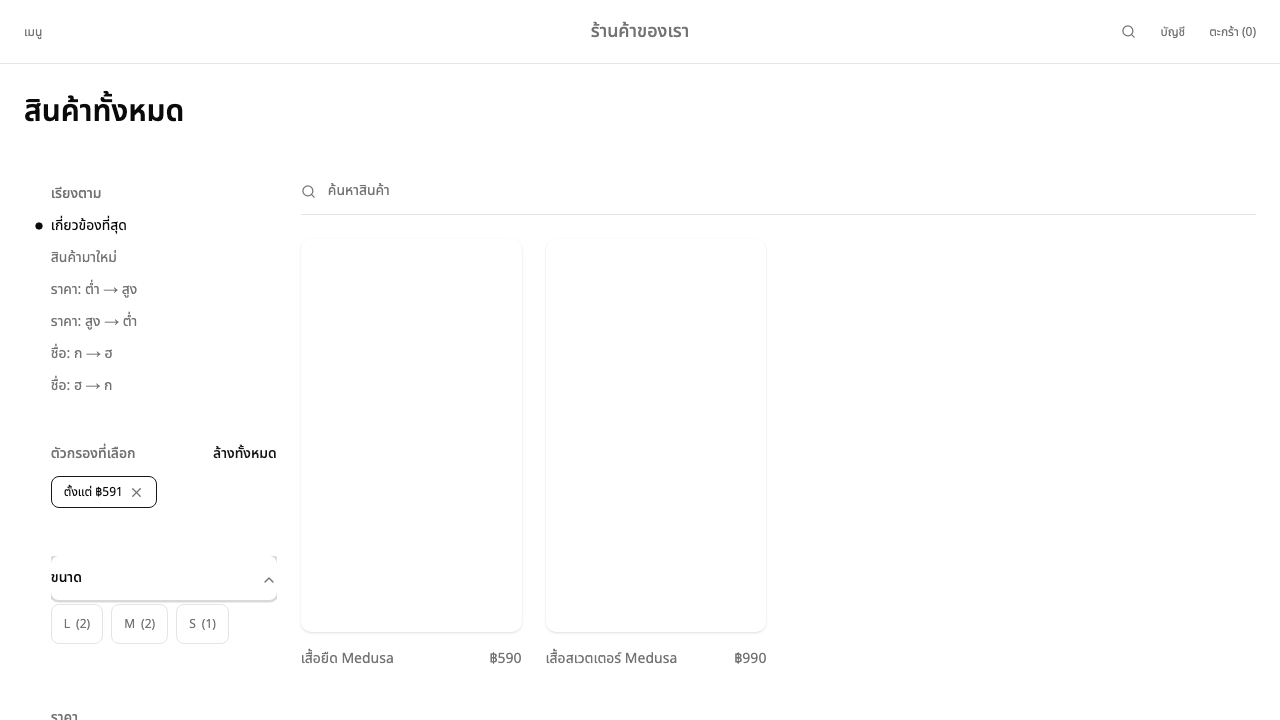 เมนู
ร้านค้าของเรา
บัญชี
ตะกร้า (0)
สินค้าทั้งหมด
เรียงตาม
เกี่ยวข้องที่สุด
สินค้ามาใหม่
ราคา: ต่ำ → สูง
ราคา: สูง → ต่ำ
ชื่อ: ก → ฮ
ชื่อ: ฮ → ก
ตัวกรองที่เลือก
ล้างทั้งหมด
ตั้งแต่ ฿591
ขนาด
L (2)
M (2)
S (1)
ราคา
ค้นหาสินค้า
เสื้อยืด Medusa
฿590
เสื้อสเวตเตอร์ Medusa
฿990